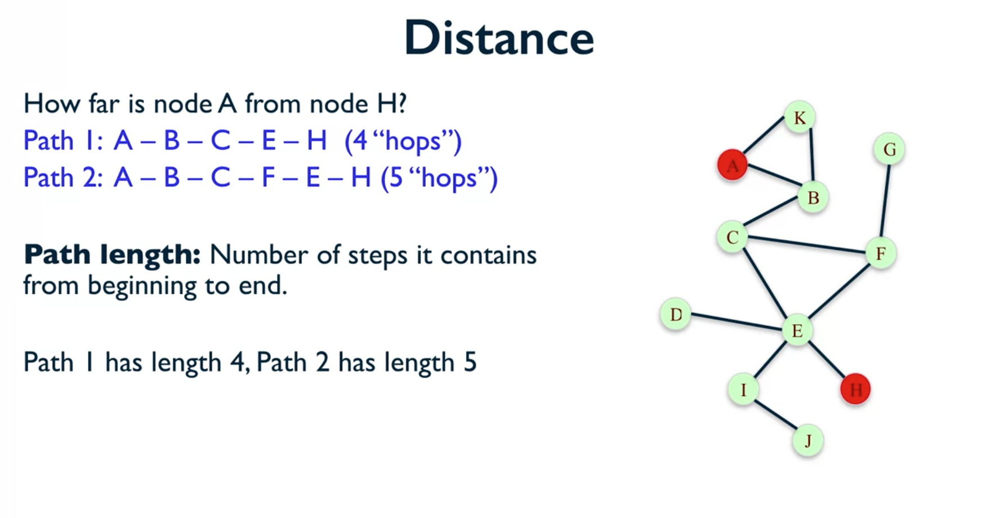 Distance
How far is node A from node H?
Path 1: A – B – C – E – H (4 “hops”)
Path 2: A – B – C – F – E – H (5 “hops”)
Path length: Number of steps it contains
from beginning to end.
Path 1 has length 4, Path 2 has length 5
K
G
A
B
C
F
D
E
I
H
J